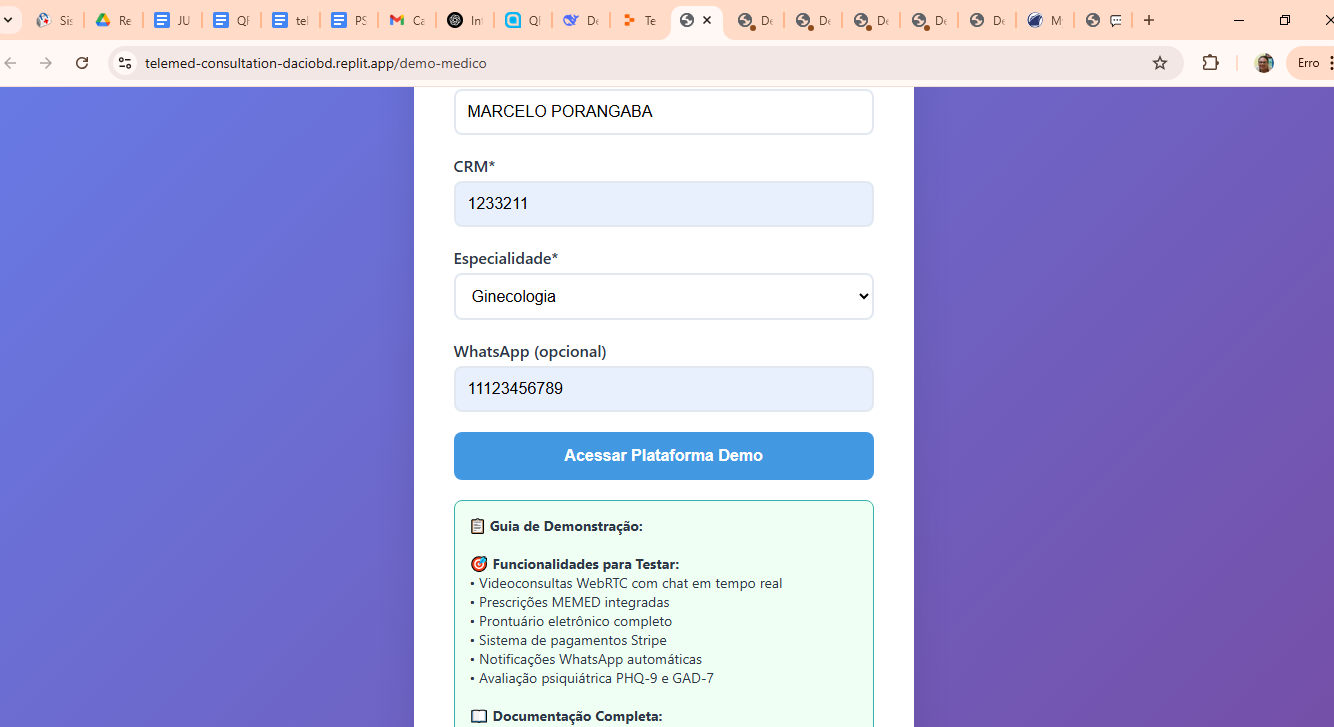 Sis
Re
JU
QF
tel
PS
Ca
Int
QI
De
Te
De
De
De
De
De
M
telemed-consultation-daciobd.replit.app/demo-medico
Erro
MARCELO PORANGABA
CRM*
1233211
Especialidade*
Ginecologia
WhatsApp (opcional)
11123456789
Acessar Plataforma Demo
📋 Guia de Demonstração:
🎯 Funcionalidades para Testar:
• Videoconsultas WebRTC com chat em tempo real
• Prescrições MEMED integradas
• Prontuário eletrônico completo
• Sistema de pagamentos Stripe
• Notificações WhatsApp automáticas
• Avaliação psiquiátrica PHQ-9 e GAD-7
📖 Documentação Completa: